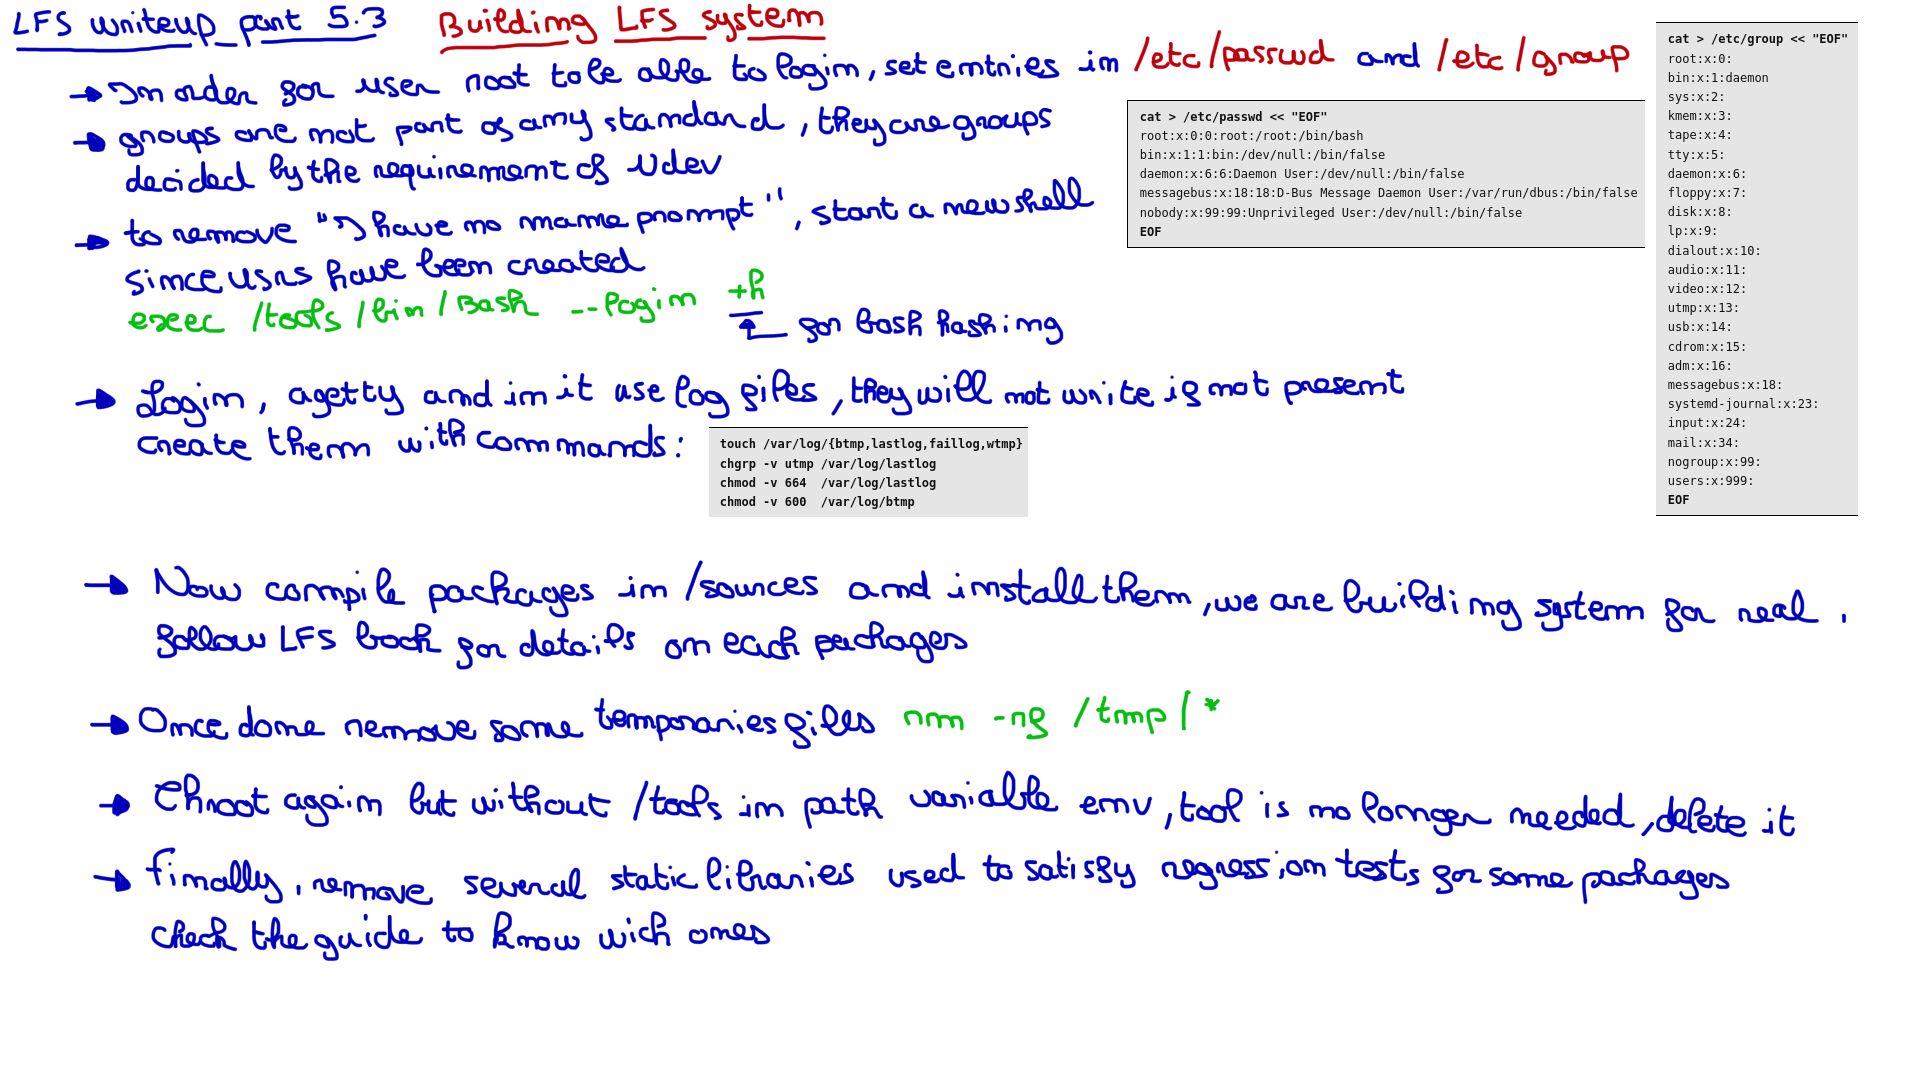 LFS writeup part 5.3 Building LFS system
→ In order for user root to be able to login, set entries in /etc/passwd and /etc/group
→ groups are not part of any standard, they are groups
decided by the requirement of Udev
→ to remove "I have no name prompt", start a new shell
since usrs have been created
exec /tools/bin/Bash --login +h
for bash hashing
→ Login, agetty and init use log files, they will not write if not present
create them with commands:
→ Now compile packages in /sources and install them, we are building system for real.
follow LFS book for details on each packages
→ Once done remove some temporaries files rm -rf /tmp/*
→ Chroot again but without /tools in path variable env, tool is no longer needed, delete it
→ Finally, remove several static libraries used to satisfy regression tests for some packages
check the guide to know wich ones
cat > /etc/passwd << "EOF"
root:x:0:0:root:/root:/bin/bash
bin:x:1:1:bin:/dev/null:/bin/false
daemon:x:6:6:Daemon User:/dev/null:/bin/false
messagebus:x:18:18:D-Bus Message Daemon User:/var/run/dbus:/bin/false
nobody:x:99:99:Unprivileged User:/dev/null:/bin/false
EOF
cat > /etc/group << "EOF"
root:x:0:
bin:x:1:daemon
sys:x:2:
kmem:x:3:
tape:x:4:
tty:x:5:
daemon:x:6:
floppy:x:7:
disk:x:8:
lp:x:9:
dialout:x:10:
audio:x:11:
video:x:12:
utmp:x:13:
usb:x:14:
cdrom:x:15:
adm:x:16:
messagebus:x:18:
systemd-journal:x:23:
input:x:24:
mail:x:34:
nogroup:x:99:
users:x:999:
EOF
touch /var/log/{btmp,lastlog,faillog,wtmp}
chgrp -v utmp /var/log/lastlog
chmod -v 664  /var/log/lastlog
chmod -v 600  /var/log/btmp